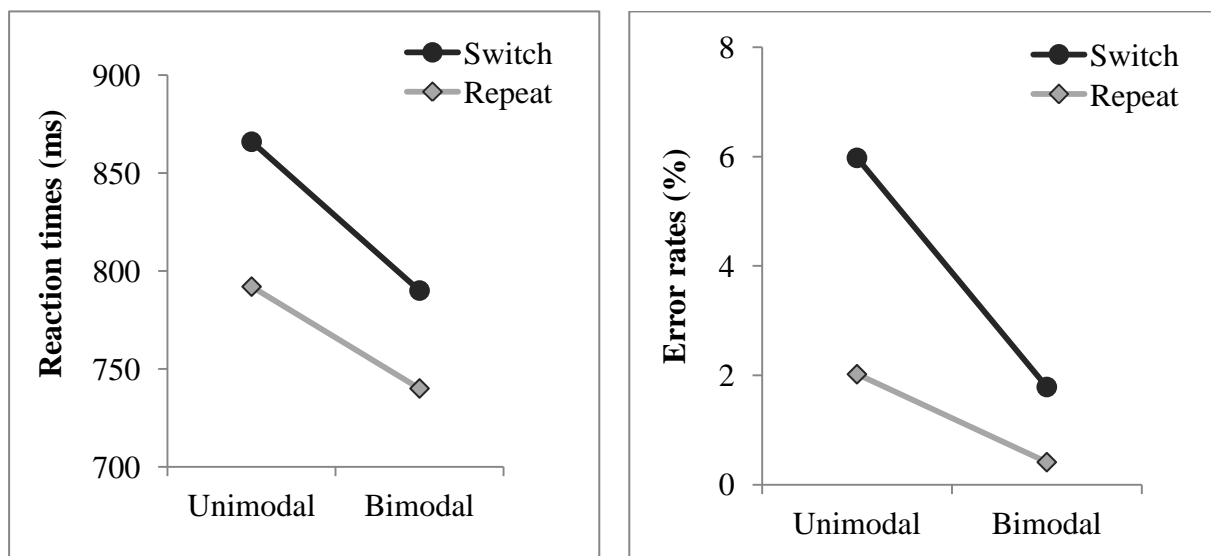 Switch
Repeat
Reaction times (ms)
900
850
800
750
700
Unimodal Bimodal
Switch
Repeat
Error rates (%)
8
6
4
2
0
Unimodal Bimodal